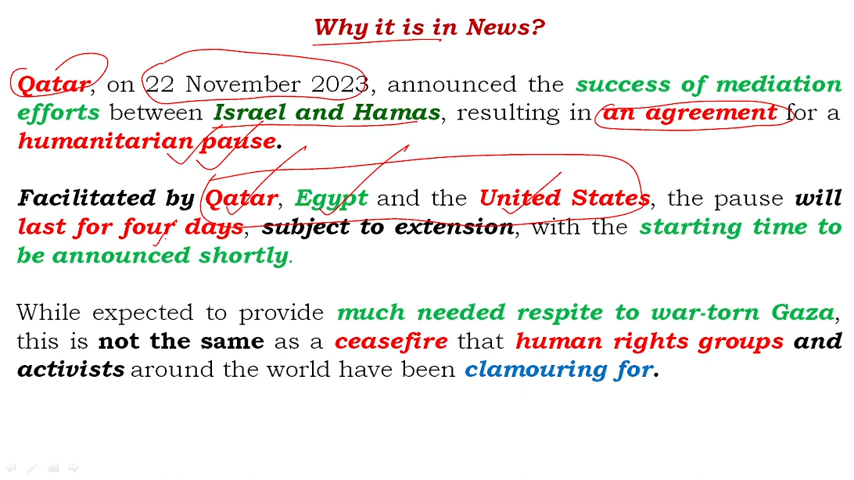 Why it is in News?
Qatar, on 22 November 2023, announced the success of mediation
efforts between Israel and Hamas, resulting in an agreement for a
humanitarian pause.
Facilitated by Qatar, Egypt and the United States, the pause will
last for four days, subject to extension, with the starting time to
be announced shortly.
While expected to provide much needed respite to war-torn Gaza,
this is not the same as a ceasefire that human rights groups and
activists around the world have been clamouring for.